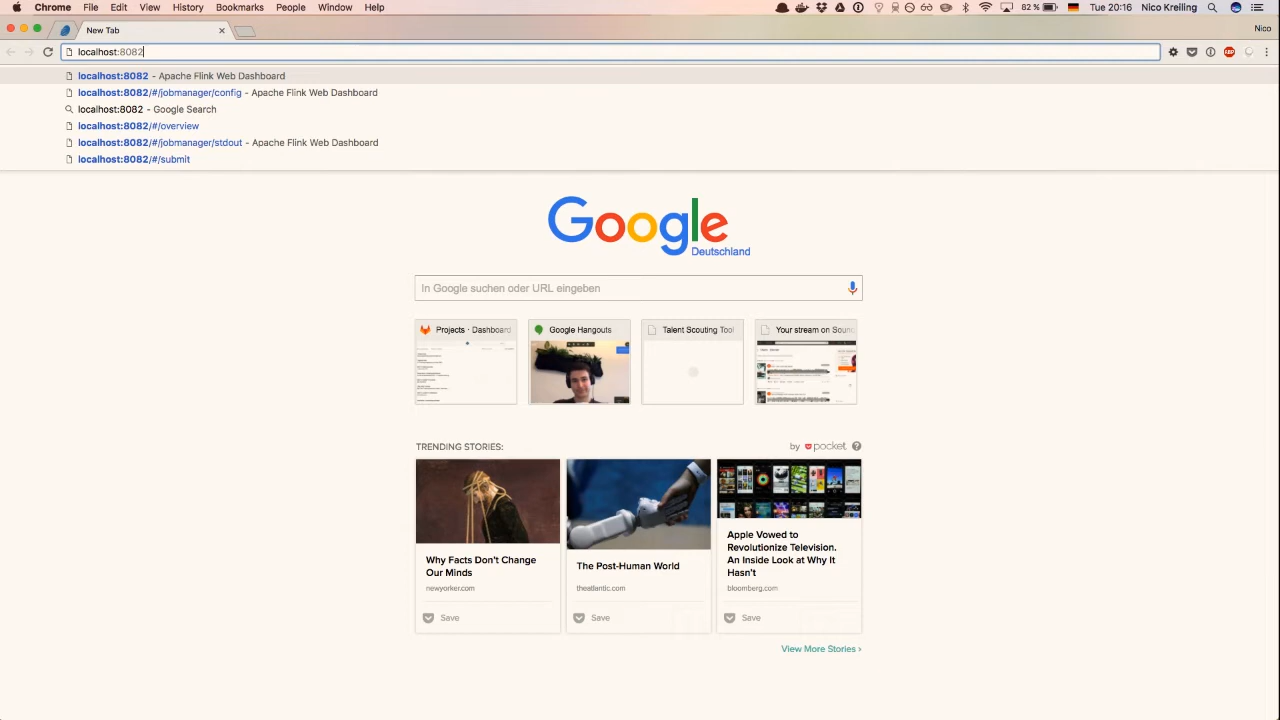 Chrome File Edit View History Bookmarks People Window Help 82% Tue 20:16 Nico Kreiling
New Tab Nico
localhost:8082
localhost:8082 - Apache Flink Web Dashboard
localhost:8082/#/jobmanager/config - Apache Flink Web Dashboard
localhost:8082 - Google Search
localhost:8082/#/overview
localhost:8082/#/jobmanager/stdout - Apache Flink Web Dashboard
localhost:8082/#/submit
Google
Deutschland
In Google suchen oder URL eingeben
Projects · Dashboard Google Hangouts Talent Scouting Tool Your stream on Soun
TRENDING STORIES: by pocket ?
Why Facts Don't Change
Our Minds
newyorker.com
Save
The Post-Human World
theatlantic.com
Save
Apple Vowed to
Revolutionize Television.
An Inside Look at Why It
Hasn't
bloomberg.com
Save
View More Stories ›